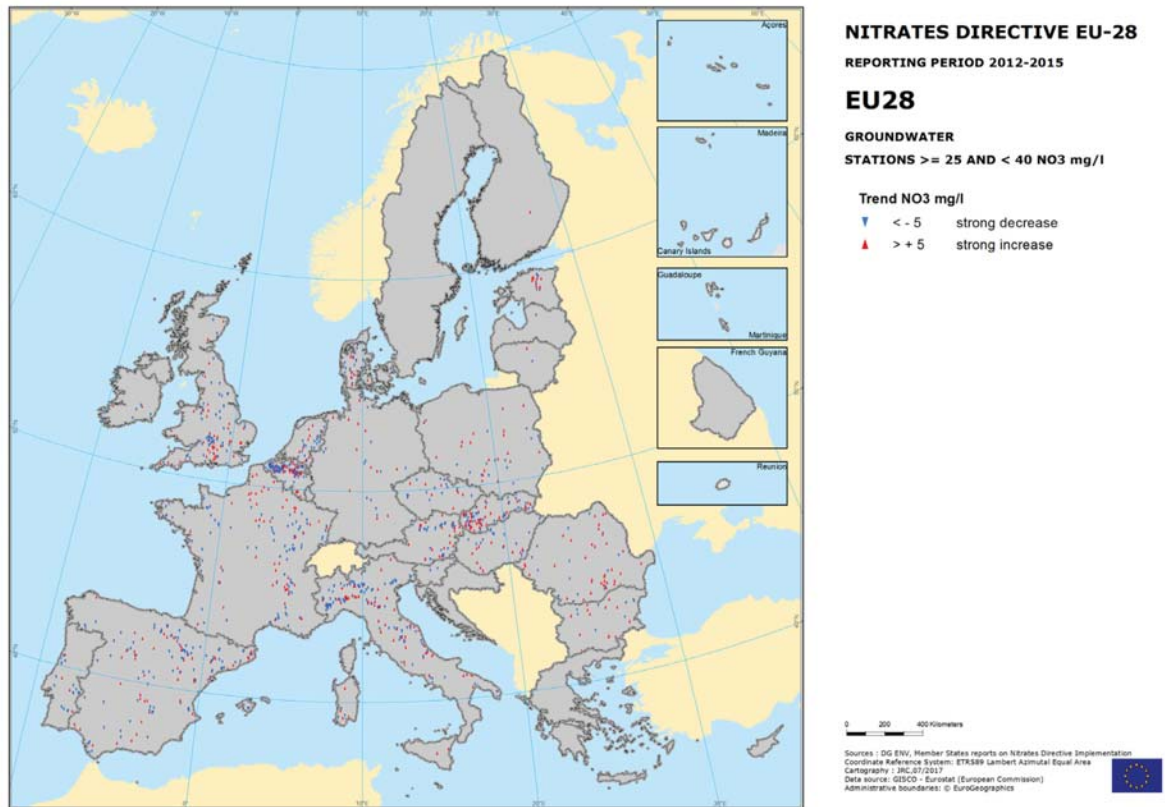 NITRATES DIRECTIVE EU-28
REPORTING PERIOD 2012-2015
EU28
GROUNDWATER
STATIONS >= 25 AND < 40 NO3 mg/l
Trend NO3 mg/l
< - 5 strong decrease
> + 5 strong increase
Açores
Madeira
Canary Islands
Guadaloupe
Martinique
French Guyana
Reunion
0 200 400 Kilometers
Sources : DG ENV, Member States reports on Nitrates Directive Implementation
Coordinate Reference System: ETRS89 Lambert Azimutal Equal Area
Cartography : JRC,07/2017
Data source: GISCO - Eurostat (European Commission)
Administrative boundaries: © EuroGeographics